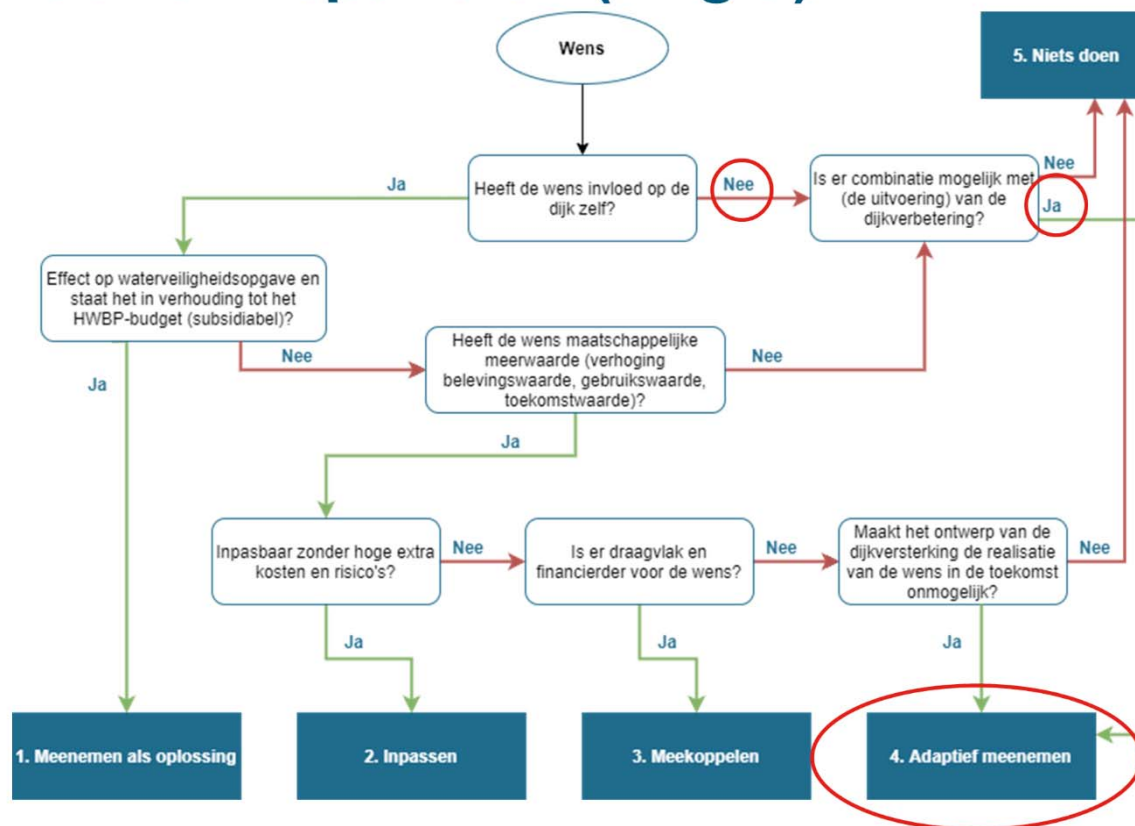 Wens
5. Niets doen
Ja
Heeft de wens invloed op de
dijk zelf?
Nee
Is er combinatie mogelijk met
(de uitvoering) van de
dijkverbetering?
Nee
Ja
Effect op waterveiligheidsopgave en
staat het in verhouding tot het
HWBP-budget (subsidiabel)?
Nee
Heeft de wens maatschappelijke
meerwaarde (verhoging
belevingswaarde, gebruikswaarde,
toekomstwaarde)?
Nee
Ja
Ja
Inpasbaar zonder hoge extra
kosten en risico's?
Nee
Is er draagvlak en
financierder voor de wens?
Nee
Maakt het ontwerp van de
dijkversterking de realisatie
van de wens in de toekomst
onmogelijk?
Nee
Ja
Ja
Ja
1. Meenemen als oplossing
2. Inpassen
3. Meekoppelen
4. Adaptief meenemen